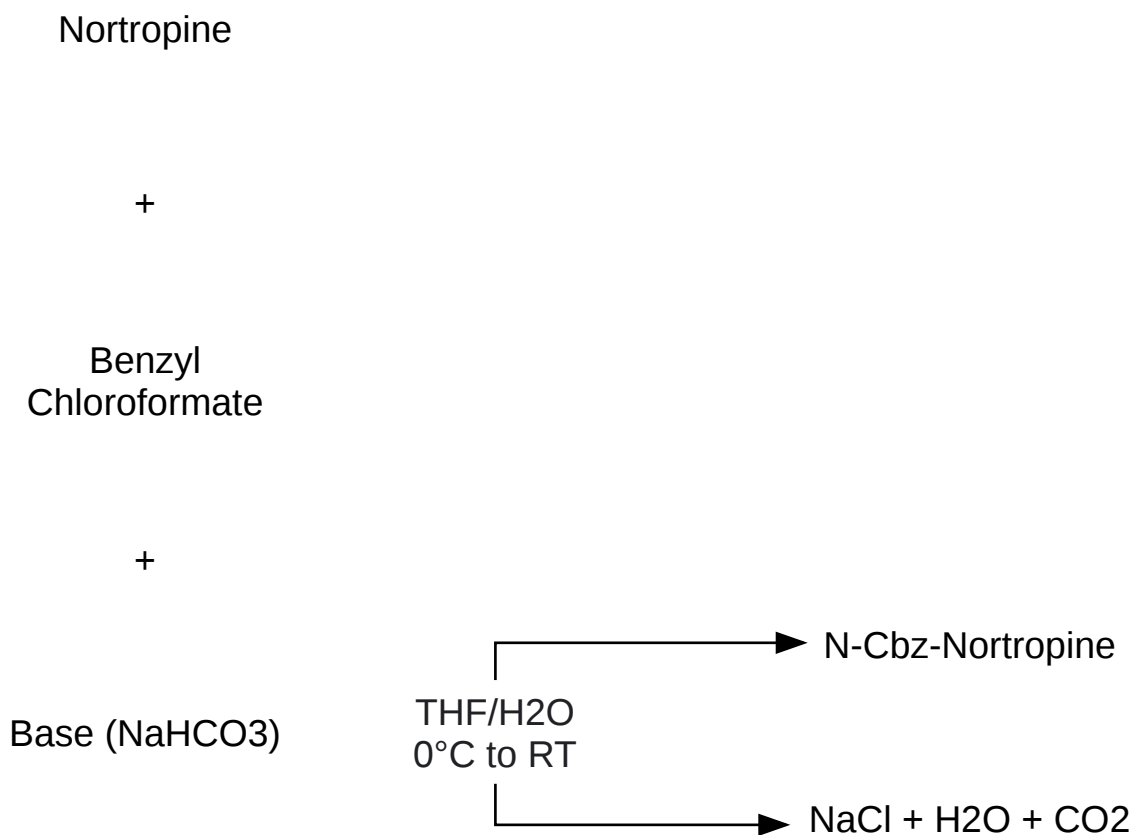 Nortropine
+
Benzyl
Chloroformate
+
Base (NaHCO3)
THF/H2O
0°C to RT
N-Cbz-Nortropine
NaCl + H2O + CO2